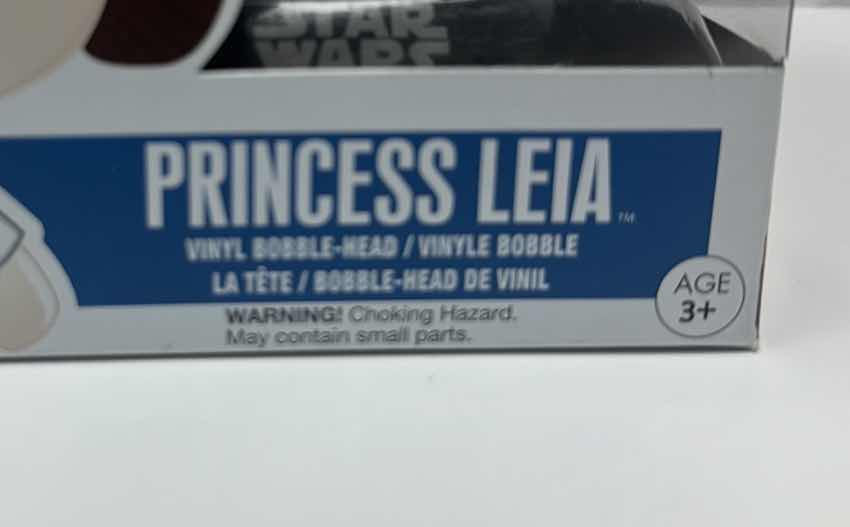 STAR
WARS
PRINCESS LEIA™
VINYL BOBBLE-HEAD / VINYLE BOBBLE
LA TÊTE / BOBBLE-HEAD DE VINIL
WARNING! Choking Hazard.
May contain small parts.
AGE
3+